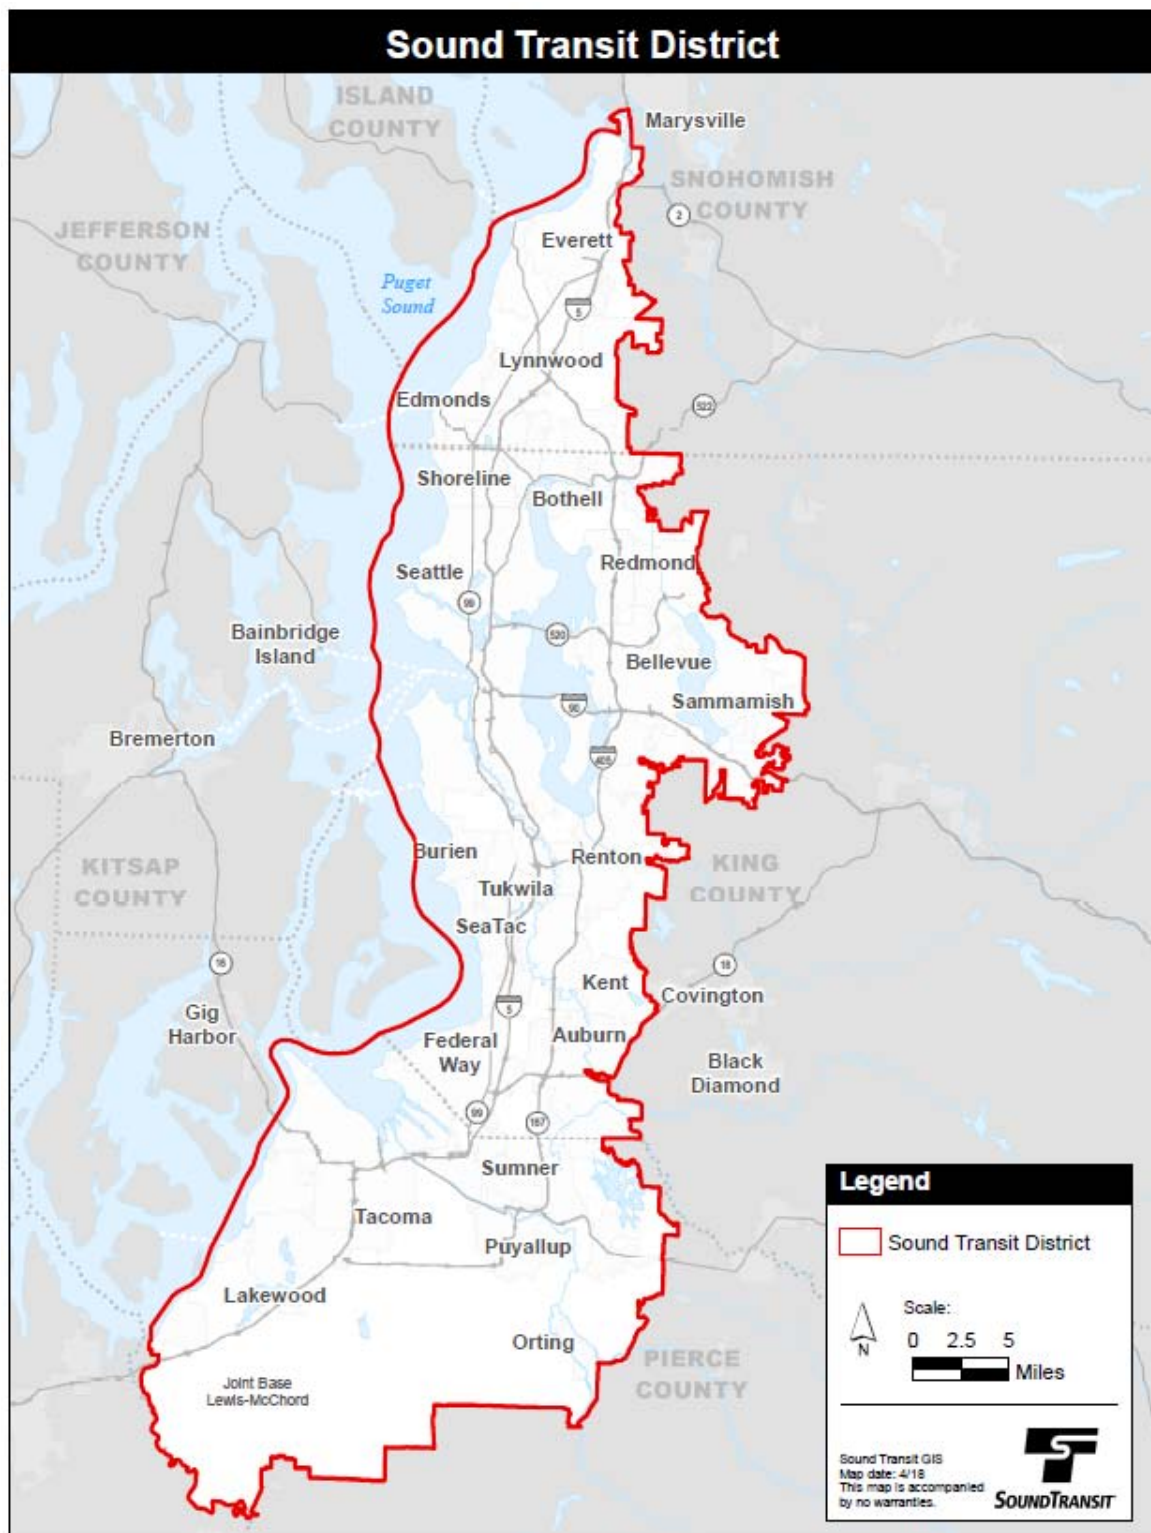 Sound Transit District
ISLAND
COUNTY
Marysville
SNOHOMISH
COUNTY
2
JEFFERSON
COUNTY
Everett
Puget
Sound
5
Lynnwood
Edmonds
522
Shoreline
Bothell
Redmond
Seattle
99
Bainbridge
Island
520
Bellevue
Sammamish
90
Bremerton
405
Burien
Renton
KITSAP
COUNTY
KING
COUNTY
Tukwila
SeaTac
16
18
Kent
Covington
5
Gig
Harbor
Auburn
Federal
Way
Black
Diamond
99
167
Sumner
Tacoma
Puyallup
Lakewood
Orting
PIERCE
COUNTY
Joint Base
Lewis-McChord
Legend
Sound Transit District
Scale:
0 2.5 5
Miles
N
Sound Transit GIS
Map date: 4/18
This map is accompanied
by no warranties.
SOUNDTRANSIT